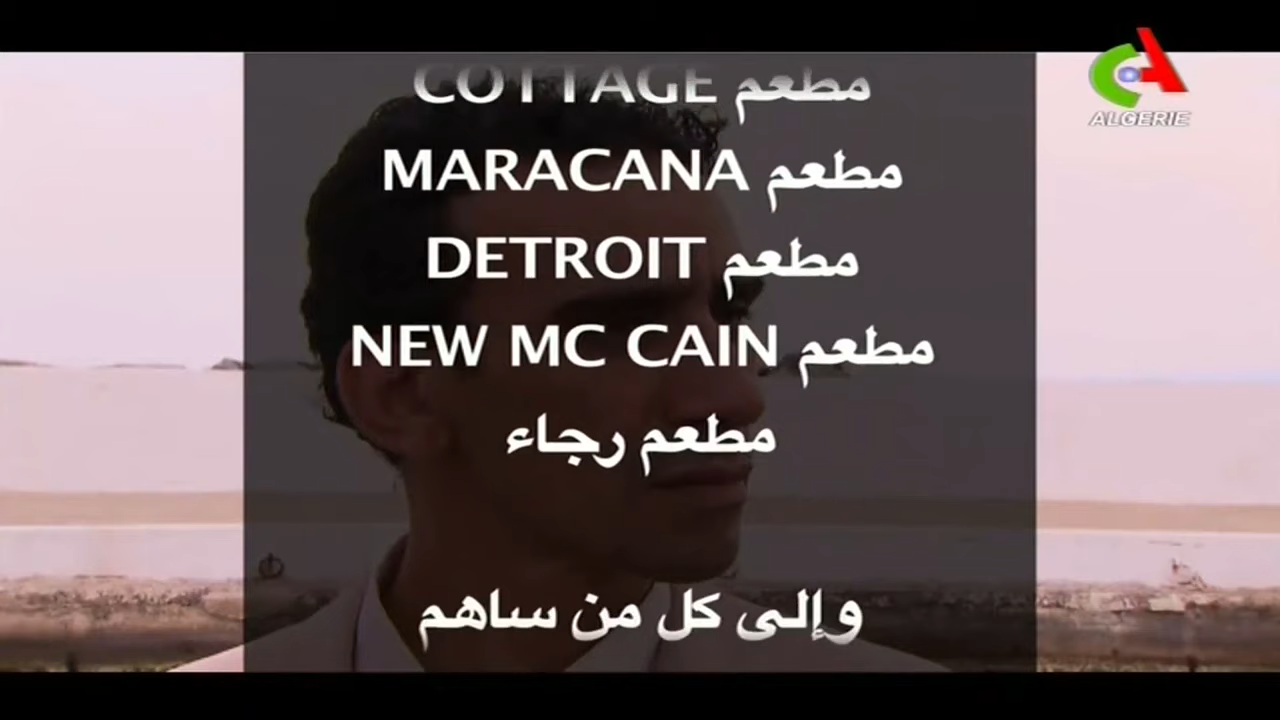 مطعم COTTAGE
مطعم MARACANA
مطعم DETROIT
مطعم NEW MC CAIN
مطعم رجاء
وإلى كل من ساهم
ALGERIE